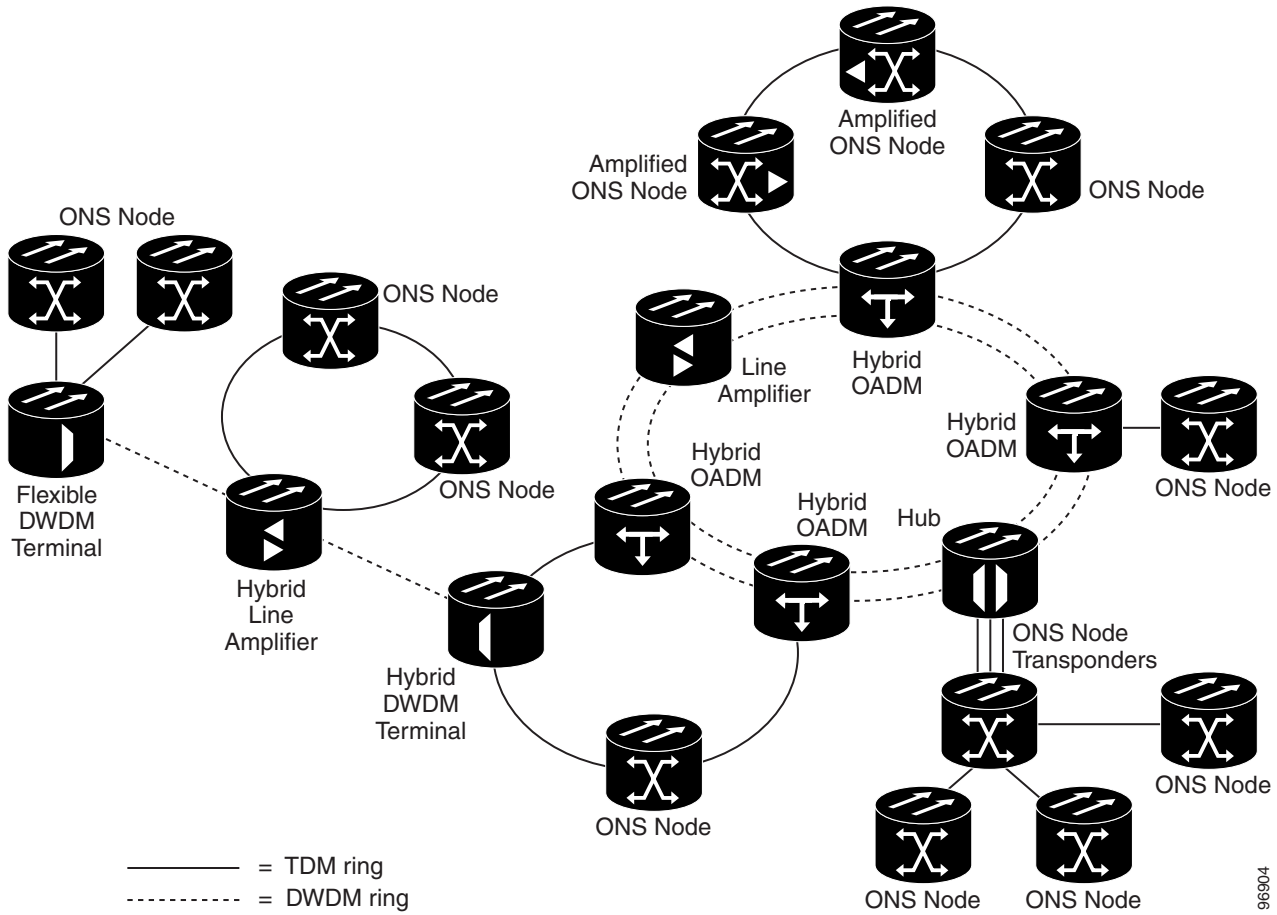 Amplified
ONS Node
Amplified
ONS Node
ONS Node
ONS Node
ONS Node
Line
Amplifier
Hybrid
OADM
Hybrid
OADM
ONS Node
ONS Node
Flexible
DWDM
Terminal
Hybrid
OADM
Hybrid
OADM
Hub
Hybrid
Line
Amplifier
ONS Node
Transponders
Hybrid
DWDM
Terminal
ONS Node
ONS Node
ONS Node
ONS Node
= TDM ring
= DWDM ring
96904